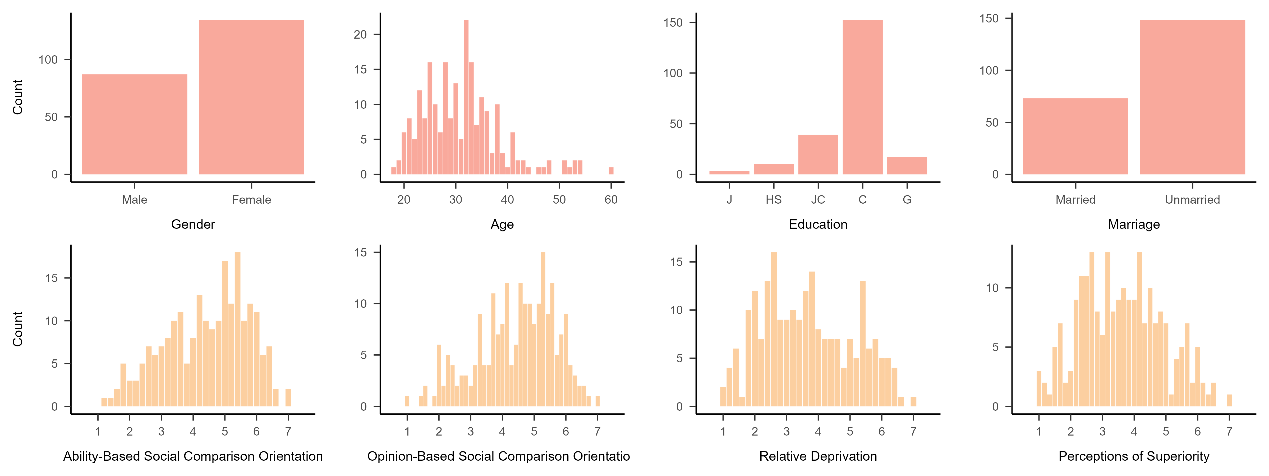 Count
100
50
0
Male Female
Gender
20
15
10
5
0
20 30 40 50 60
Age
150
100
50
0
J HS JC C G
Education
150
100
50
0
Married Unmarried
Marriage
Count
15
10
5
0
1 2 3 4 5 6 7
Ability-Based Social Comparison Orientation
15
10
5
0
1 2 3 4 5 6 7
Opinion-Based Social Comparison Orientatio
15
10
5
0
1 2 3 4 5 6 7
Relative Deprivation
10
5
0
1 2 3 4 5 6 7
Perceptions of Superiority